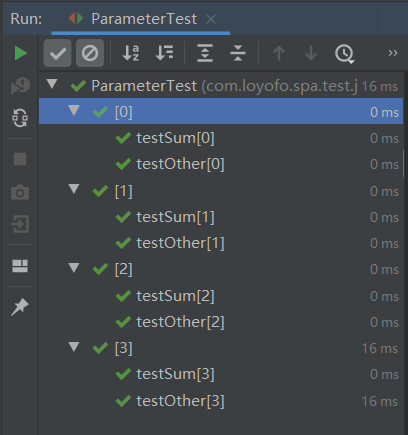 Run: ParameterTest ×
»
ParameterTest (com.loyofo.spa.test.j 16 ms
[0] 0 ms
testSum[0] 0 ms
testOther[0] 0 ms
[1] 0 ms
testSum[1] 0 ms
testOther[1] 0 ms
[2] 0 ms
testSum[2] 0 ms
testOther[2] 0 ms
[3] 16 ms
testSum[3] 0 ms
testOther[3] 16 ms